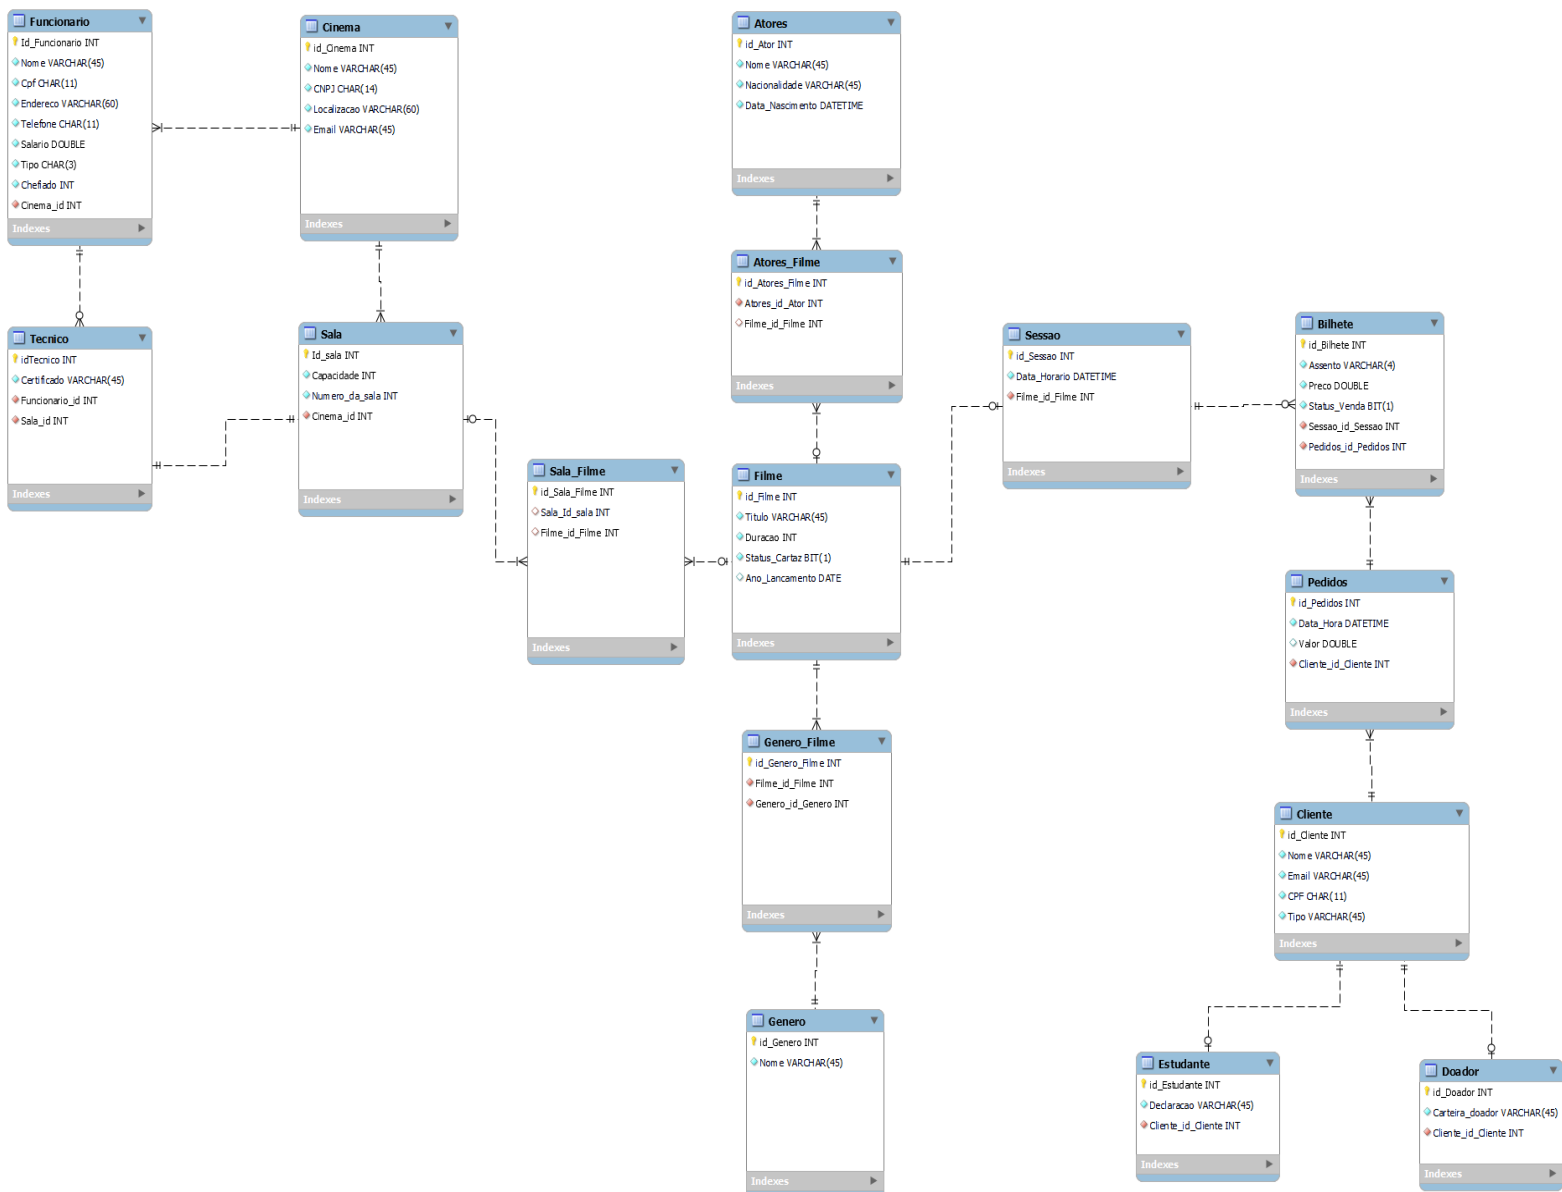 Funcionario
Id_Funcionario INT
Nome VARCHAR(45)
Cpf CHAR(11)
Endereco VARCHAR(60)
Telefone CHAR(11)
Salario DOUBLE
Tipo CHAR(3)
Chefiado INT
Cinema_id INT
Indexes
Cinema
id_Cinema INT
Nome VARCHAR(45)
CNPJ CHAR(14)
Localizacao VARCHAR(60)
Email VARCHAR(45)
Indexes
Atores
id_Ator INT
Nome VARCHAR(45)
Nacionalidade VARCHAR(45)
Data_Nascimento DATETIME
Indexes
Atores_Filme
id_Atores_Filme INT
Atores_id_Ator INT
Filme_id_Filme INT
Indexes
Tecnico
idTecnico INT
Certificado VARCHAR(45)
Funcionario_id INT
Sala_id INT
Indexes
Sala
Id_sala INT
Capacidade INT
Numero_da_sala INT
Cinema_id INT
Indexes
Sala_Filme
id_Sala_Filme INT
Sala_Id_sala INT
Filme_id_Filme INT
Indexes
Filme
id_Filme INT
Titulo VARCHAR(45)
Duracao INT
Status_Cartaz BIT(1)
Ano_Lancamento DATE
Indexes
Sessao
id_Sessao INT
Data_Horario DATETIME
Filme_id_Filme INT
Indexes
Bilhete
id_Bilhete INT
Assento VARCHAR(4)
Preco DOUBLE
Status_Venda BIT(1)
Sessao_id_Sessao INT
Pedidos_id_Pedidos INT
Indexes
Pedidos
id_Pedidos INT
Data_Hora DATETIME
Valor DOUBLE
Cliente_id_Cliente INT
Indexes
Genero_Filme
id_Genero_Filme INT
Filme_id_Filme INT
Genero_id_Genero INT
Indexes
Cliente
id_Cliente INT
Nome VARCHAR(45)
Email VARCHAR(45)
CPF CHAR(11)
Tipo VARCHAR(45)
Indexes
Genero
id_Genero INT
Nome VARCHAR(45)
Indexes
Estudante
id_Estudante INT
Declaracao VARCHAR(45)
Cliente_id_Cliente INT
Indexes
Doador
id_Doador INT
Carteira_doador VARCHAR(45)
Cliente_id_Cliente INT
Indexes